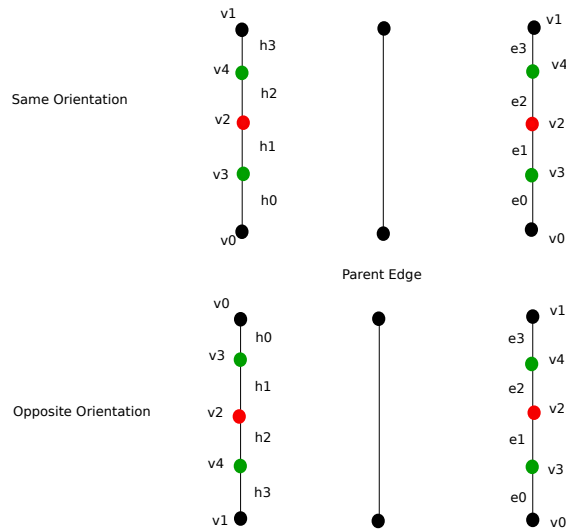 v1
v1
h3
e3
v4
v4
h2
Same Orientation
e2
v2
v2
h1
e1
v3
v3
h0
e0
v0
v0
Parent Edge
v0
v1
h0
e3
v3
v4
h1
e2
Opposite Orientation
v2
v2
h2
e1
v4
v3
h3
e0
v1
v0